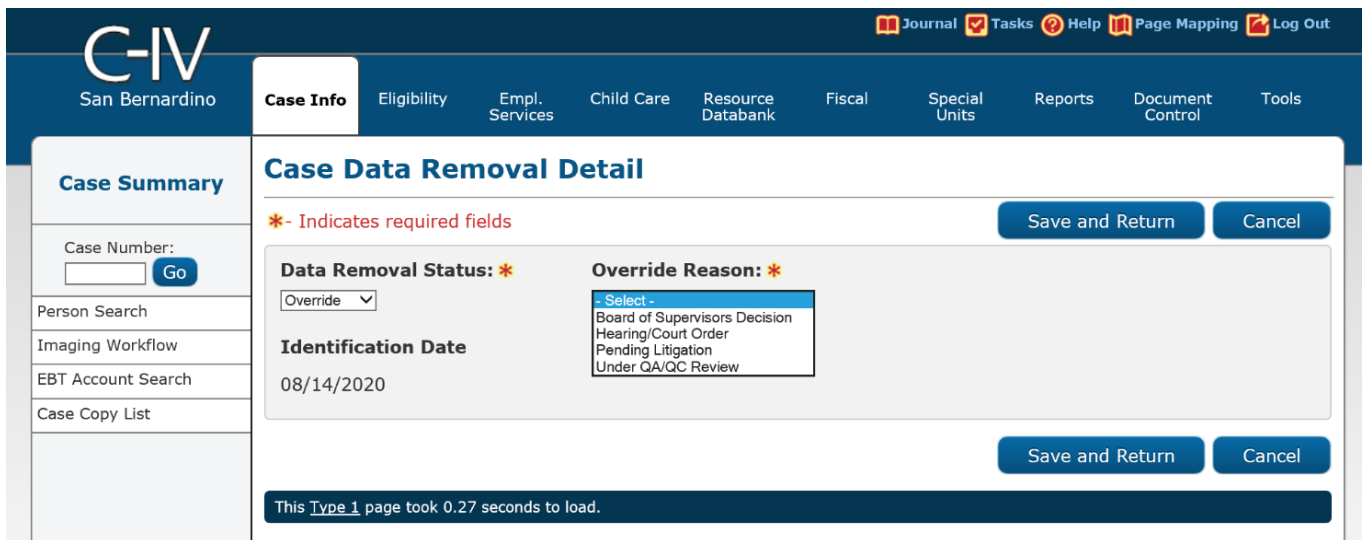 Journal Tasks Help Page Mapping Log Out
C-IV
San Bernardino
Case Info Eligibility Empl. Services Child Care Resource Databank Fiscal Special Units Reports Document Control Tools
Case Summary
Case Data Removal Detail
*- Indicates required fields
Save and Return Cancel
Case Number:
Go
Person Search
Imaging Workflow
EBT Account Search
Case Copy List
Data Removal Status: *
Override
Override Reason: *
- Select -
Board of Supervisors Decision
Hearing/Court Order
Pending Litigation
Under QA/QC Review
Identification Date
08/14/2020
Save and Return Cancel
This Type 1 page took 0.27 seconds to load.